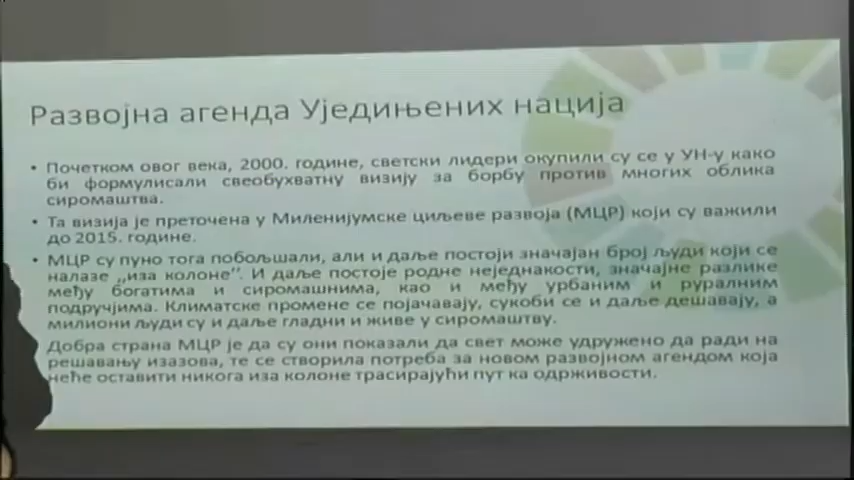 Развојна агенда Уједињених нација
• Почетком овог века, 2000. године, светски лидери окупили су се у УН-у како
би формулисали свеобухватну визију за борбу против многих облика
сиромаштва.
• Та визија је преточена у Миленијумске циљеве развоја (МЦР) који су важили
до 2015. године.
• МЦР су пуно тога побољшали, али и даље постоји значајан број људи који се
налазе „иза колоне“. И даље постоје родне неједнакости, значајне разлике
међу богатима и сиромашнима, као и међу урбаним и руралним
подручјима. Климатске промене се појачавају, сукоби се и даље дешавају, а
милиони људи су и даље гладни и живе у сиромаштву.
Добра страна МЦР је да су они показали да свет може удружено да ради на
решавању изазова, те се створила потреба за новом развојном агендом која
неће оставити никога иза колоне трасирајући пут ка одрживости.